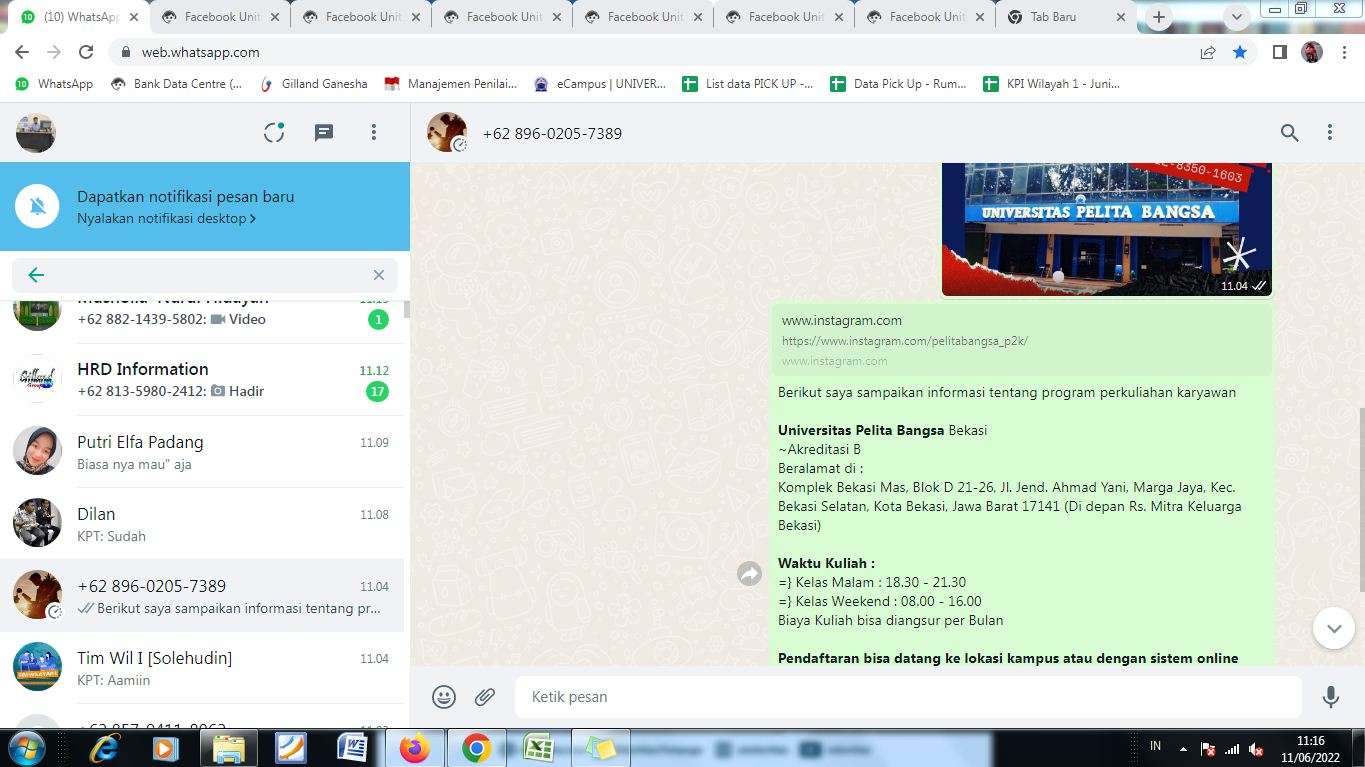 (10) WhatsApp
Facebook Unit
Facebook Unit
Facebook Unit
Facebook Unit
Facebook Unit
Facebook Unit
Tab Baru
web.whatsapp.com
WhatsApp
Bank Data Centre (...
Gilland Ganesha
Manajemen Penilai...
eCampus | UNIVER...
List data PICK UP -...
Data Pick Up - Rum...
KPI Wilayah 1 - Juni...
+62 896-0205-7389
Dapatkan notifikasi pesan baru
Nyalakan notifikasi desktop
+62 882-1439-5802: Video
1
HRD Information 11.12
+62 813-5980-2412: Hadir 17
Putri Elfa Padang 11.09
Biasa nya mau" aja
Dilan 11.08
KPT: Sudah
+62 896-0205-7389 11.04
Berikut saya sampaikan informasi tentang pr...
Tim Wil I [Solehudin] 11.04
KPT: Aamiin
8350-1603
UNIVERSITAS PELITA BANGSA
11.04
www.instagram.com
https://www.instagram.com/pelitabangsa_p2k/
www.instagram.com
Berikut saya sampaikan informasi tentang program perkuliahan karyawan
Universitas Pelita Bangsa Bekasi
~Akreditasi B
Beralamat di :
Komplek Bekasi Mas, Blok D 21-26, Jl. Jend. Ahmad Yani, Marga Jaya, Kec.
Bekasi Selatan, Kota Bekasi, Jawa Barat 17141 (Di depan Rs. Mitra Keluarga
Bekasi)
Waktu Kuliah :
=} Kelas Malam : 18.30 - 21.30
=} Kelas Weekend : 08.00 - 16.00
Biaya Kuliah bisa diangsur per Bulan
Pendaftaran bisa datang ke lokasi kampus atau dengan sistem online
Ketik pesan
IN
11:16
11/06/2022